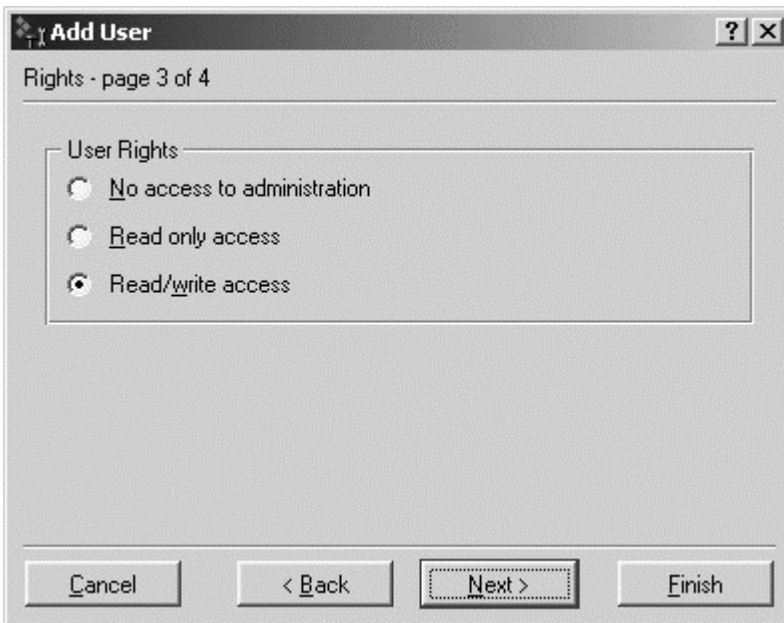 Add User
Rights - page 3 of 4
User Rights
No access to administration
Read only access
Read/write access
Cancel
< Back
Next >
Finish